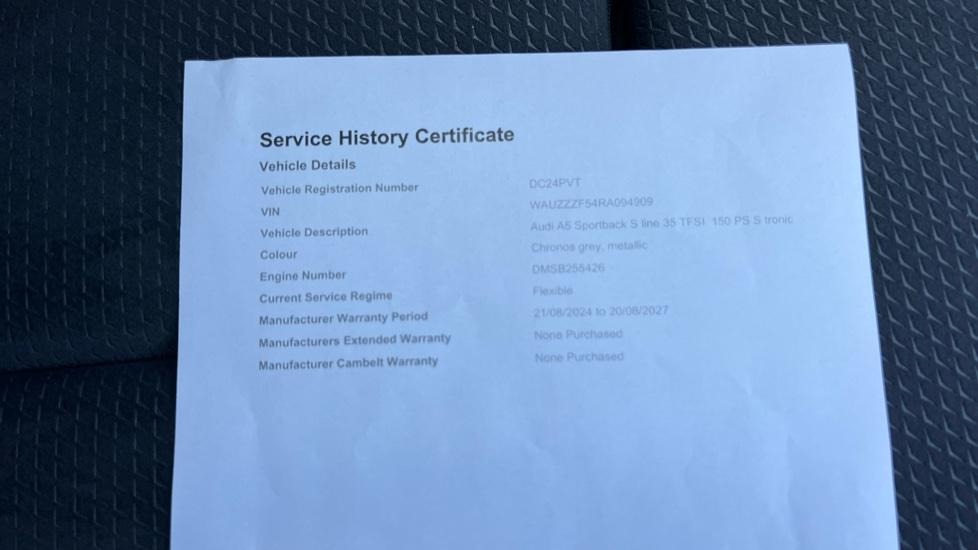 Service History Certificate
Vehicle Details
Vehicle Registration Number DC24PVT
VIN WAUZZZF54RA094909
Vehicle Description Audi A5 Sportback S line 35 TFSI 150 PS S tronic
Colour Chronos grey, metallic
Engine Number DMSB255426
Current Service Regime Flexible
Manufacturer Warranty Period 21/08/2024 to 20/08/2027
Manufacturers Extended Warranty None Purchased
Manufacturer Cambelt Warranty None Purchased